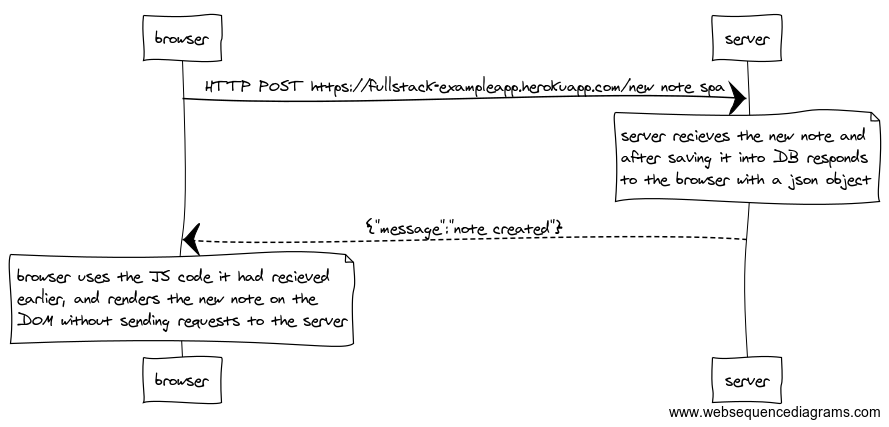 browser
server
HTTP POST https://fullstack-exampleapp.herokuapp.com/new note spa
server recieves the new note and
after saving it into DB responds
to the browser with a json object
{"message":"note created"}
browser uses the JS code it had recieved
earlier, and renders the new note on the
DOM without sending requests to the server
browser
server
www.websequencediagrams.com